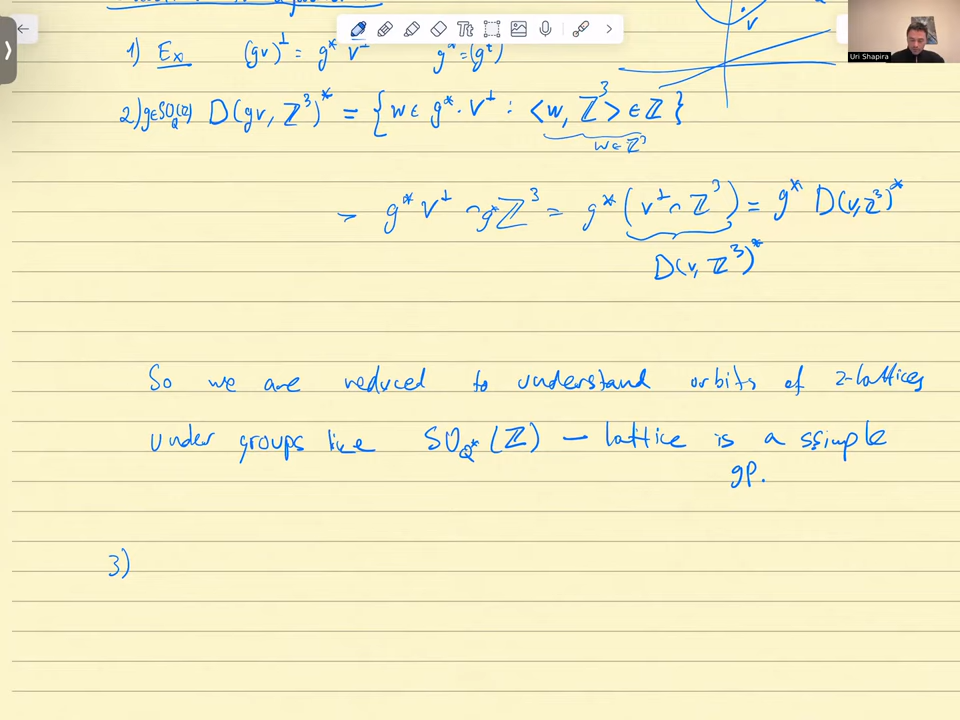 Uri Shapira
1) Ex (gv)^⊥ = g* v^⊥ g* = (g^t)
2) g∈SO_Q(ℤ) D(gv, ℤ³)* = {w ∈ g*·V^⊥ : <w, ℤ³> ∈ ℤ}
w∈ℤ³
= g* V^⊥ ∩ g*ℤ³ = g* (v^⊥ ∩ ℤ³) = g* D(v,ℤ³)*
D(v, ℤ³)*
So we are reduced to understand orbits of 2-lattices
under groups like SO_Q*(ℤ) – lattice is a ssimple
gp.
3)